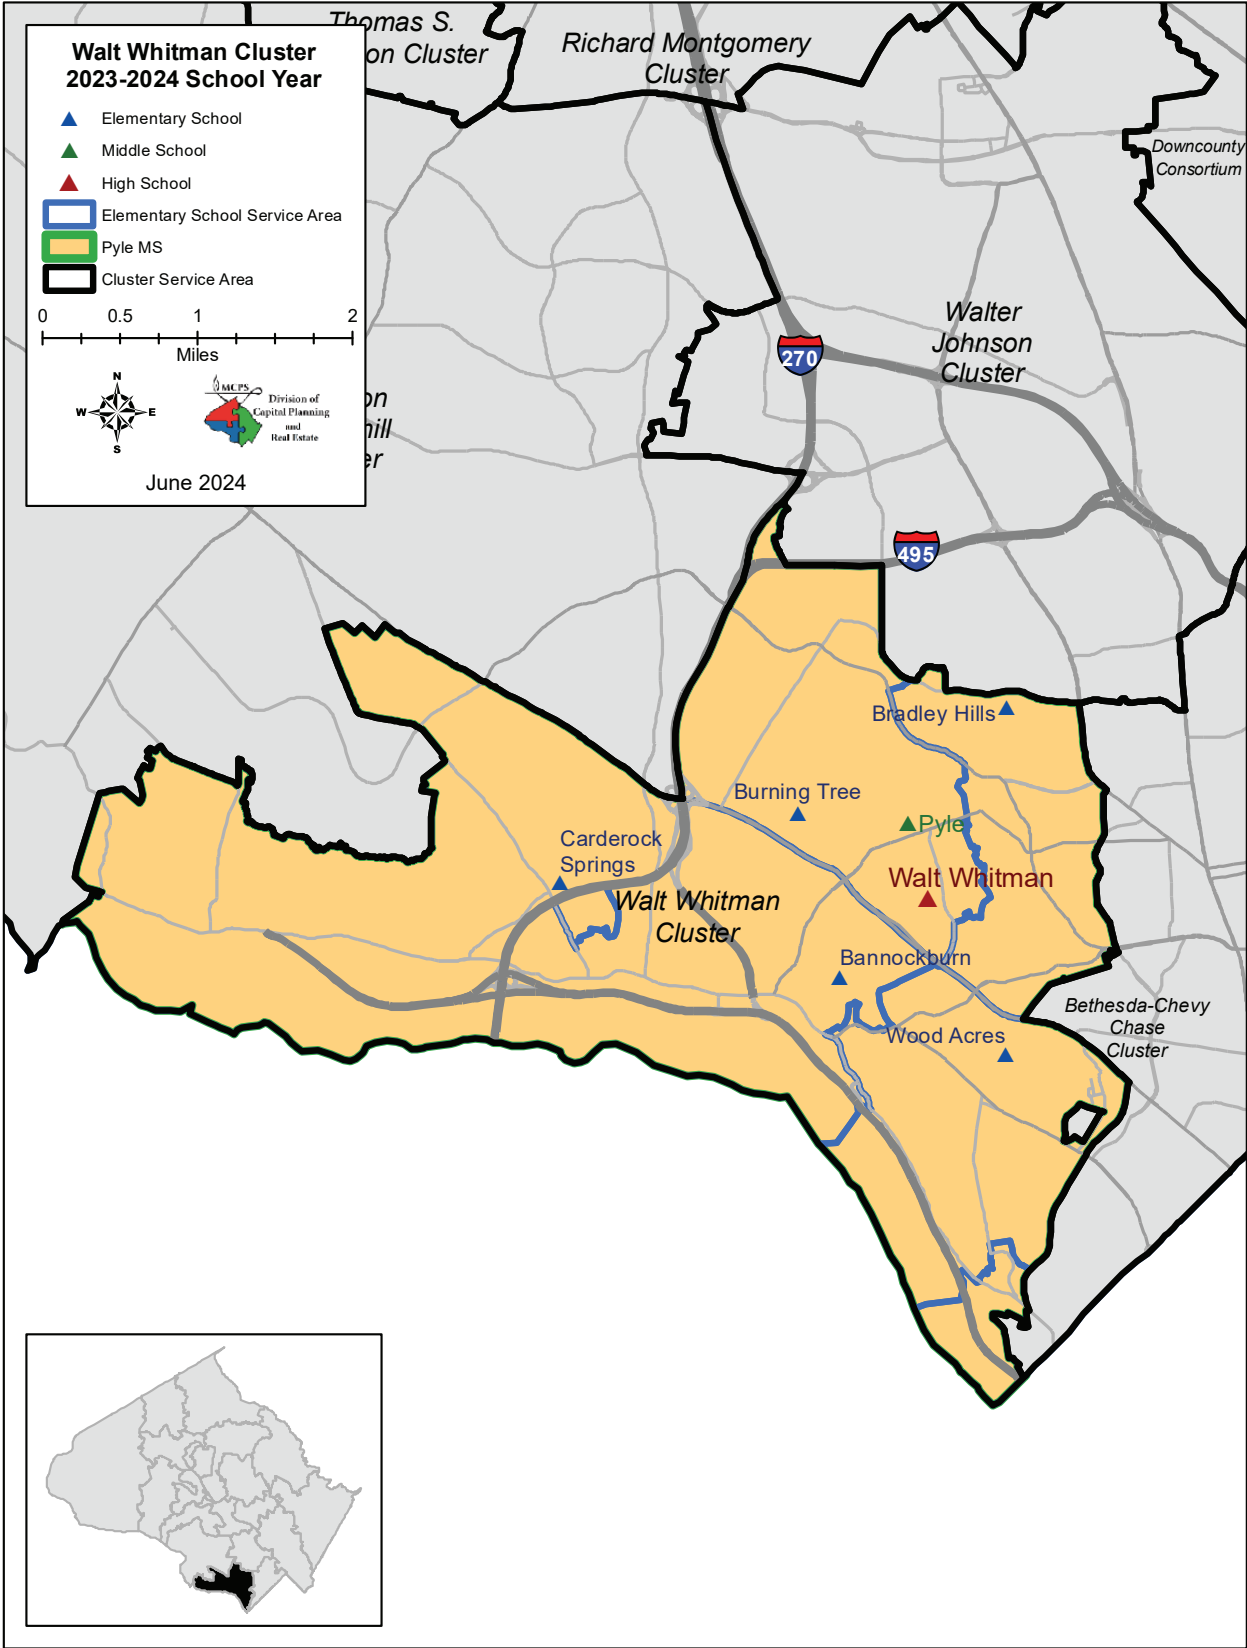 Thomas S.
on Cluster
Richard Montgomery
Cluster
Walt Whitman Cluster
2023-2024 School Year
Elementary School
Middle School
High School
Elementary School Service Area
Pyle MS
Cluster Service Area
0 0.5 1 2
Miles
N
W E
S
MCPS
Division of
Capital Planning
and
Real Estate
June 2024
on
hill
er
Downcounty
Consortium
Walter
Johnson
Cluster
270
495
Bradley Hills
Burning Tree
Pyle
Carderock
Springs
Walt Whitman
Walt Whitman
Cluster
Bannockburn
Wood Acres
Bethesda-Chevy
Chase
Cluster